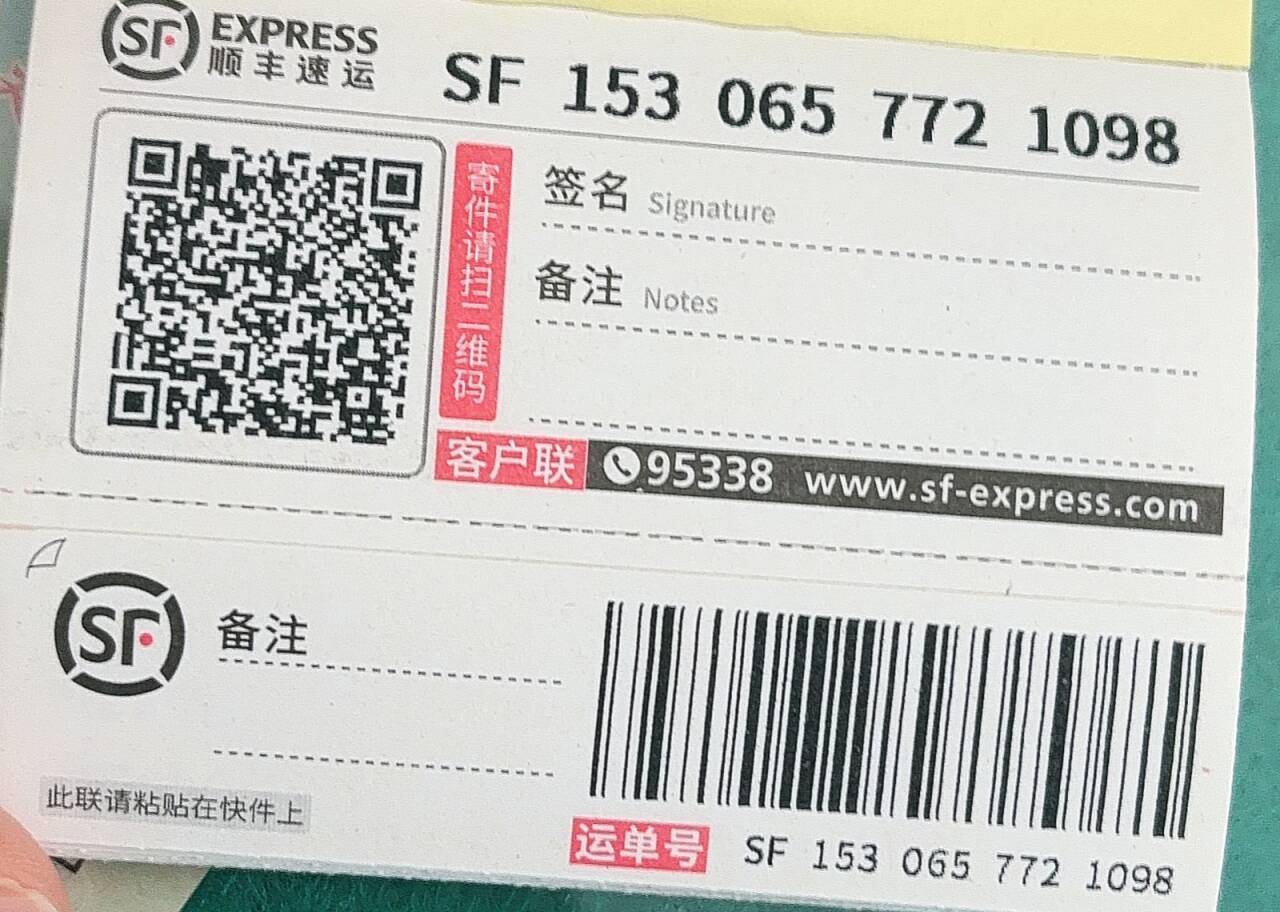 SF EXPRESS
顺丰速运
SF 153 065 772 1098
寄件请扫二维码
签名 Signature
备注 Notes
客户联 95338 www.sf-express.com
SF 备注
此联请粘贴在快件上
运单号 SF 153 065 772 1098